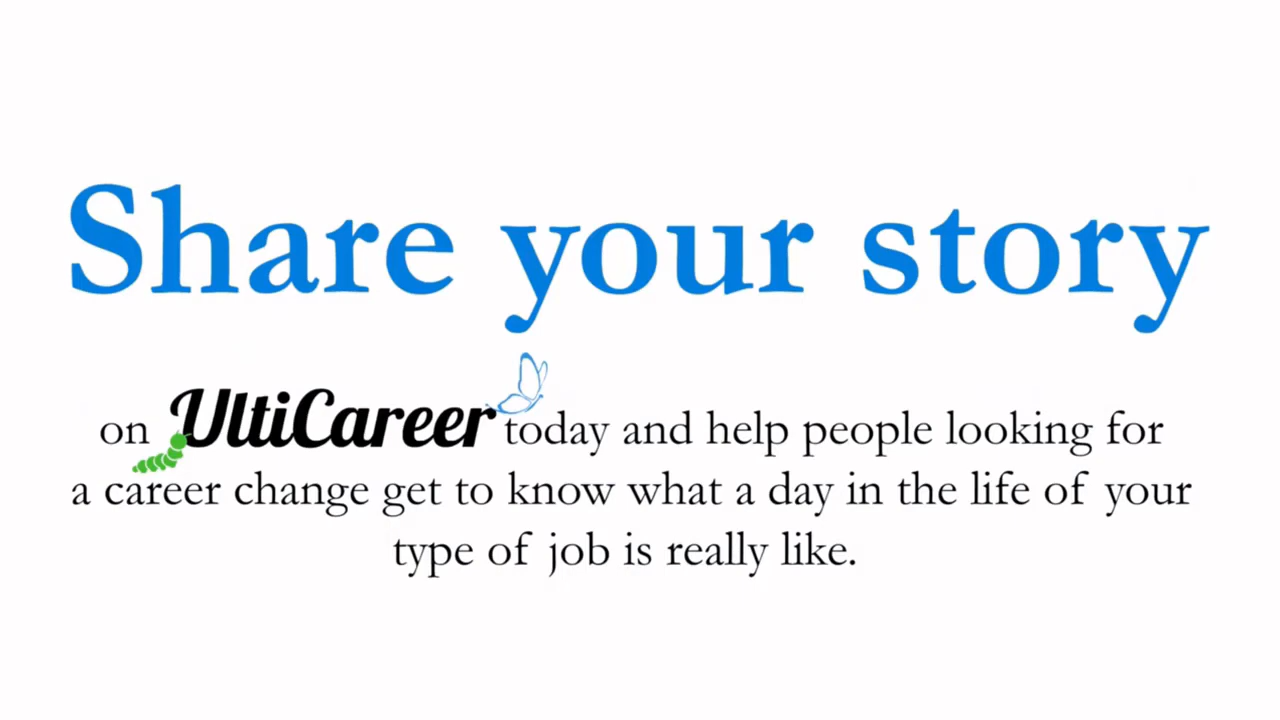 Share your story
on UltiCareer today and help people looking for
a career change get to know what a day in the life of your
type of job is really like.